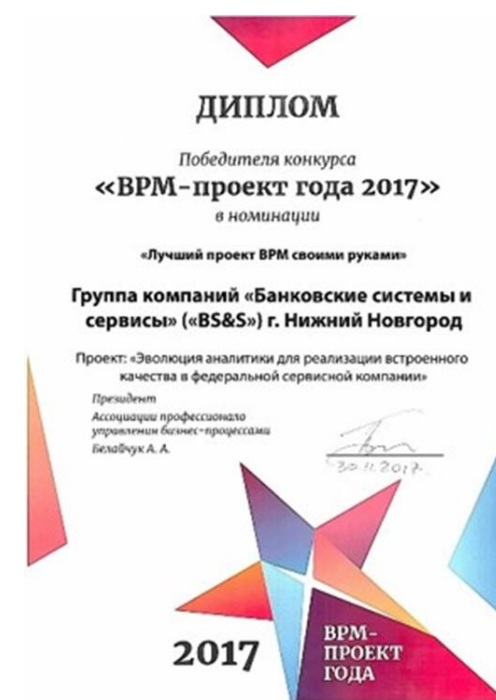 ДИПЛОМ
Победителя конкурса
«BPM-проект года 2017»
в номинации
«Лучший проект BPM своими руками»
Группа компаний «Банковские системы и
сервисы» («BS&S») г. Нижний Новгород
Проект: «Эволюция аналитики для реализации встроенного
качества в федеральной сервисной компании»
Президент
Ассоциации профессионало
управления бизнес-процессами
Белайчук А. А.
30.11.2017.
2017
BPM-
ПРОЕКТ
ГОДА